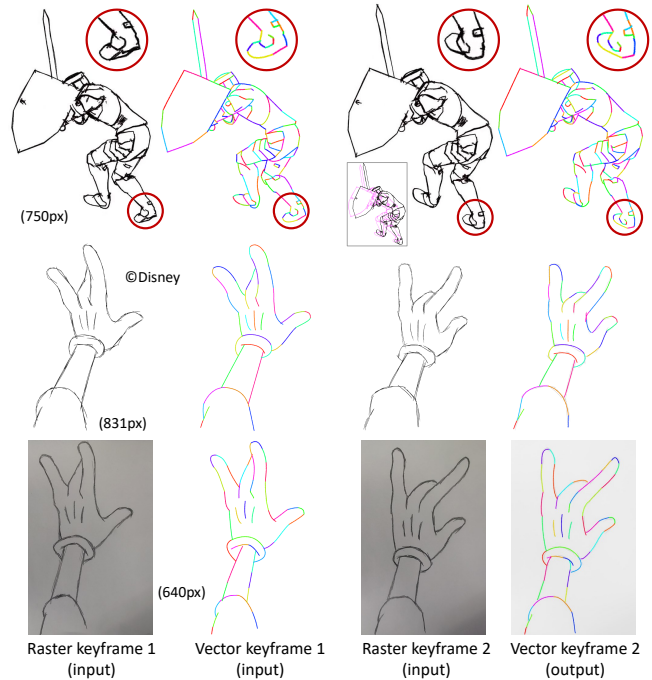 (750px)
©Disney
(831px)
(640px)
Raster keyframe 1
(input)
Vector keyframe 1
(input)
Raster keyframe 2
(input)
Vector keyframe 2
(output)